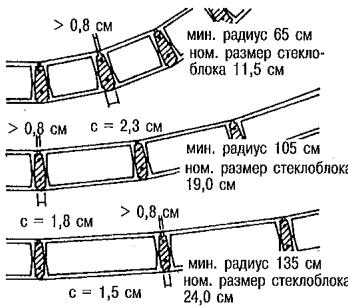 > 0,8 см
мин. радиус 65 см
ном. размер стекло-
блока 11,5 см
> 0,8 см
c = 2,3 см
мин. радиус 105 см
ном. размер стеклоблока
19,0 см
c = 1,8 см
> 0,8 см
мин. радиус 135 см
ном. размер стеклоблока
24,0 см
c = 1,5 см